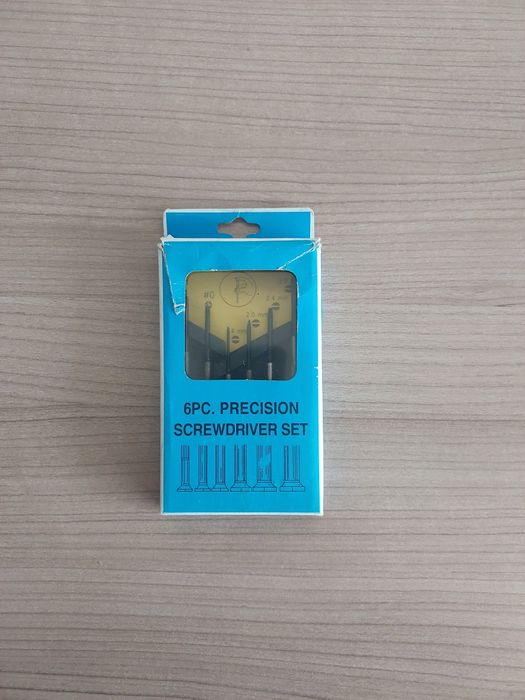 #0
2.4 mm
2.0 mm
6PC. PRECISION
SCREWDRIVER SET